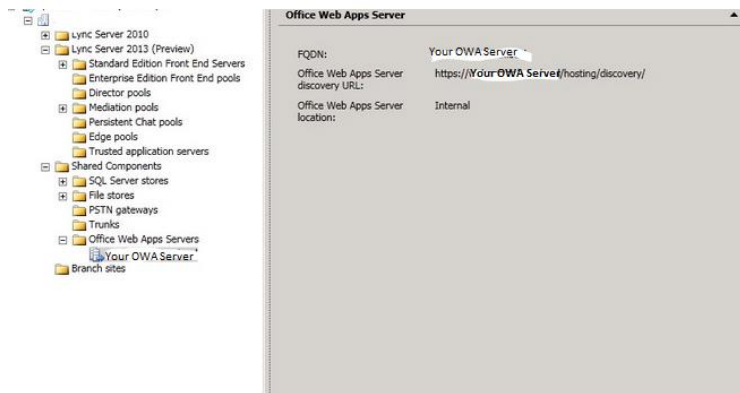 Lync Server 2010
Lync Server 2013 (Preview)
Standard Edition Front End Servers
Enterprise Edition Front End pools
Director pools
Mediation pools
Persistent Chat pools
Edge pools
Trusted application servers
Shared Components
SQL Server stores
File stores
PSTN gateways
Trunks
Office Web Apps Servers
Your OWA Server
Branch sites
Office Web Apps Server
FQDN: Your OWA Server
Office Web Apps Server https://Your OWA Server/hosting/discovery/
discovery URL:
Office Web Apps Server Internal
location: